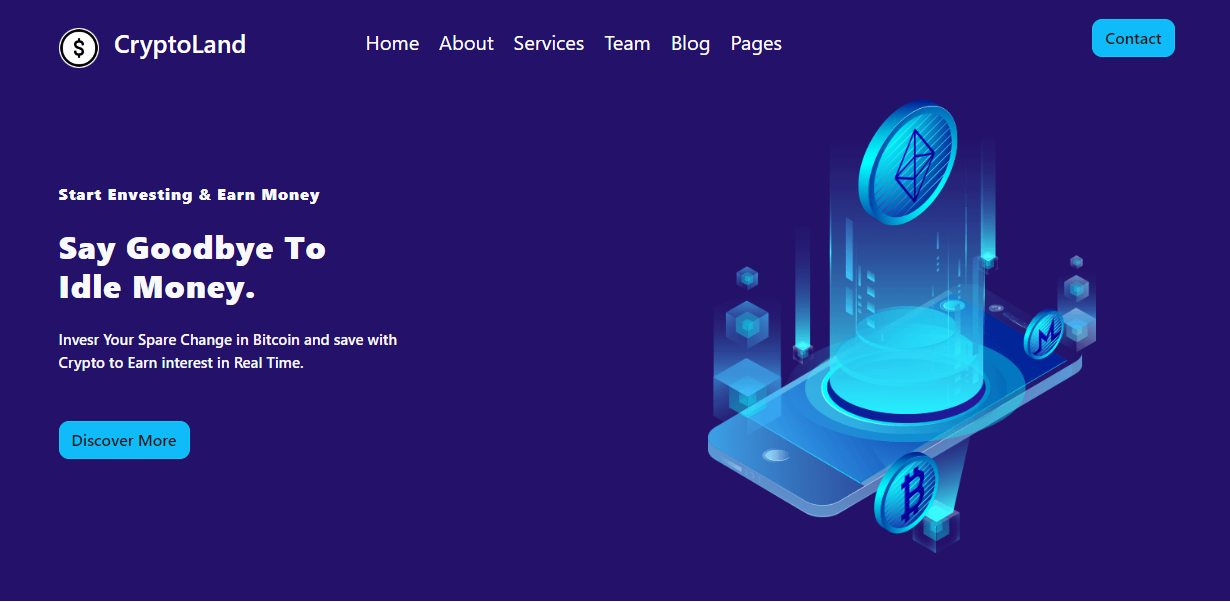 CryptoLand
Home About Services Team Blog Pages
Contact
Start Envesting & Earn Money
Say Goodbye To
Idle Money.
Invesr Your Spare Change in Bitcoin and save with
Crypto to Earn interest in Real Time.
Discover More